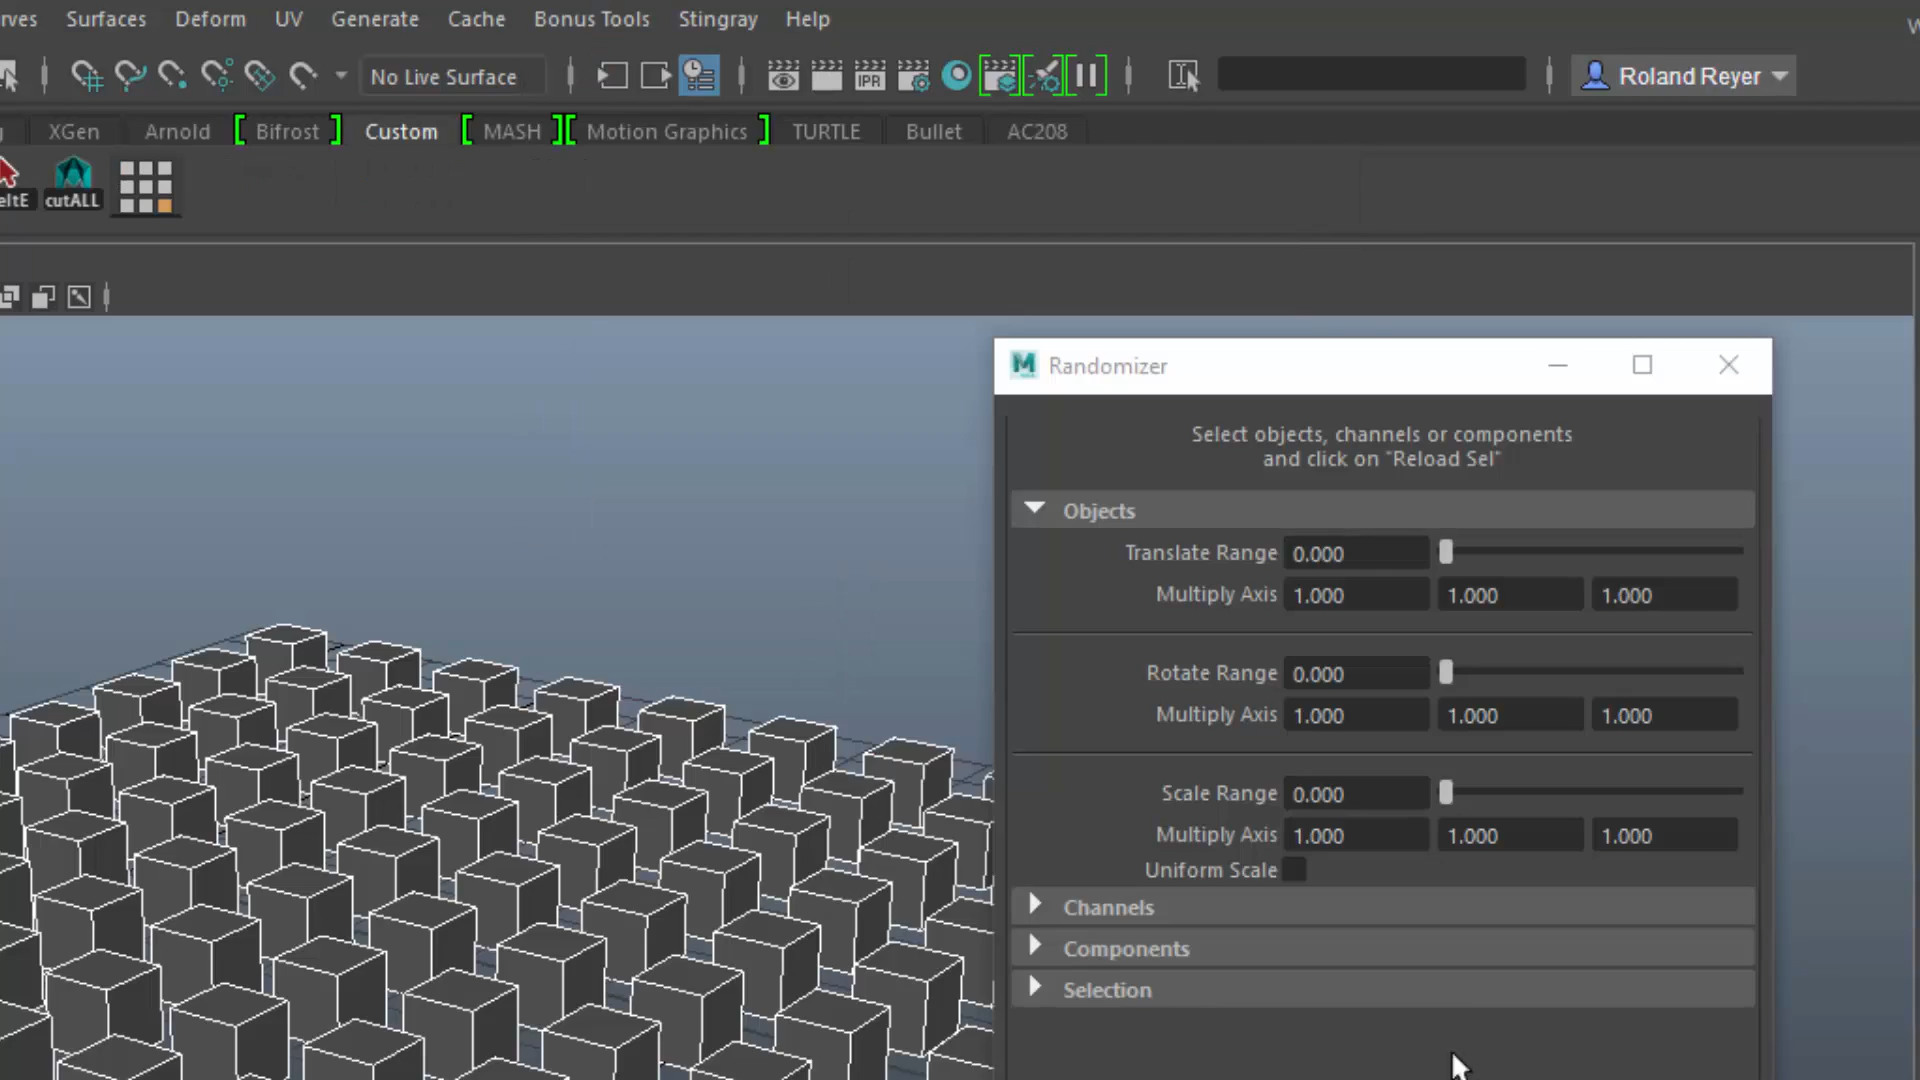 rves Surfaces Deform UV Generate Cache Bonus Tools Stingray Help
No Live Surface IPR Roland Reyer
XGen Arnold Bifrost Custom MASH Motion Graphics TURTLE Bullet AC208
eltE cutALL
Randomizer
Select objects, channels or components
and click on "Reload Sel"
Objects
Translate Range 0.000
Multiply Axis 1.000 1.000 1.000
Rotate Range 0.000
Multiply Axis 1.000 1.000 1.000
Scale Range 0.000
Multiply Axis 1.000 1.000 1.000
Uniform Scale
Channels
Components
Selection